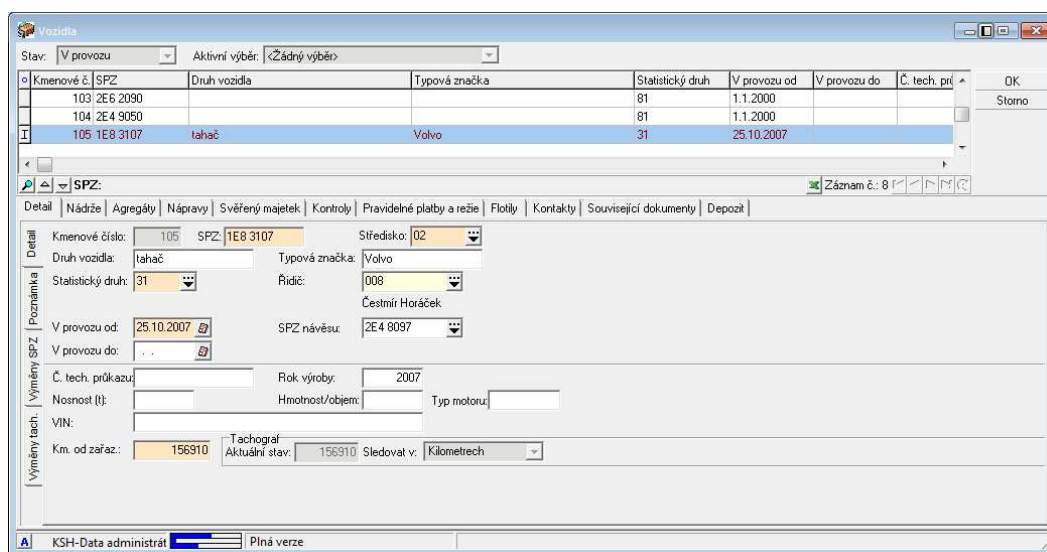 Vozidla
Stav: V provozu Aktivní výběr: <Žádný výběr>
Kmenové č. SPZ Druh vozidla Typová značka Statistický druh V provozu od V provozu do Č. tech. prů
103 2E6 2090 81 1.1.2000
104 2E4 9050 81 1.1.2000
105 1E8 3107 tahač Volvo 31 25.10.2007
OK
Storno
SPZ: Záznam č.: 8
Detail Nádrže Agregáty Nápravy Svěřený majetek Kontroly Pravidelné platby a režie Flotily Kontakty Související dokumenty Depozit
Detail
Poznámka
Výměny SPZ
Výměny tach.
Kmenové číslo: 105 SPZ: 1E8 3107 Středisko: 02
Druh vozidla: tahač Typová značka: Volvo
Statistický druh: 31 Řidič: 008
Čestmír Horáček
V provozu od: 25.10.2007 SPZ návěsu: 2E4 8097
V provozu do: . .
Č. tech. průkazu: Rok výroby: 2007
Nosnost (t): Hmotnost/objem: Typ motoru:
VIN:
Tachograf
Km. od zařaz.: 156910 Aktuální stav: 156910 Sledovat v: Kilometrech
A KSH-Data administrát Plná verze